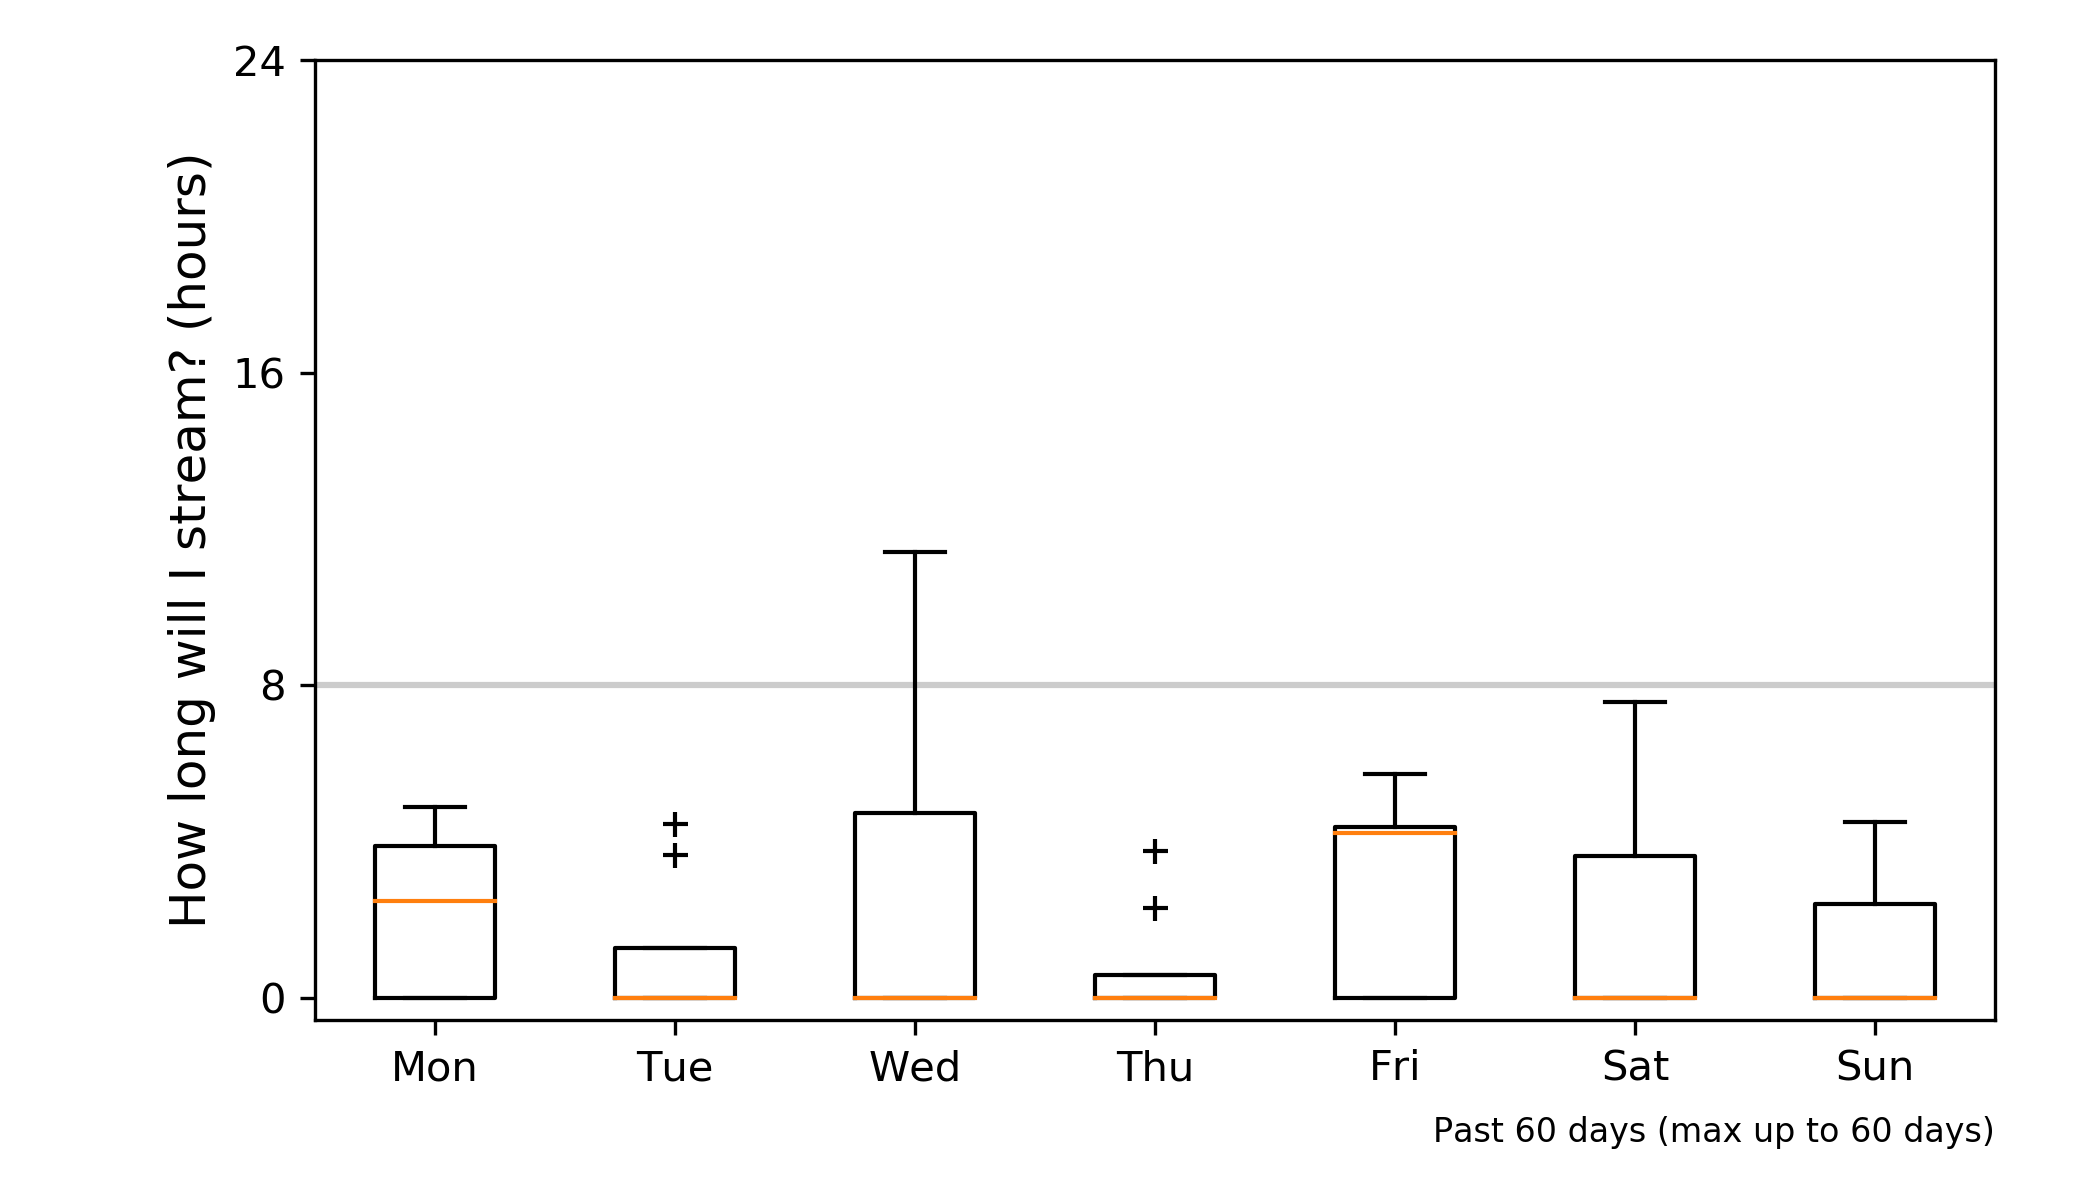 How long will I stream? (hours)
24
16
8
0
Mon Tue Wed Thu Fri Sat Sun
Past 60 days (max up to 60 days)